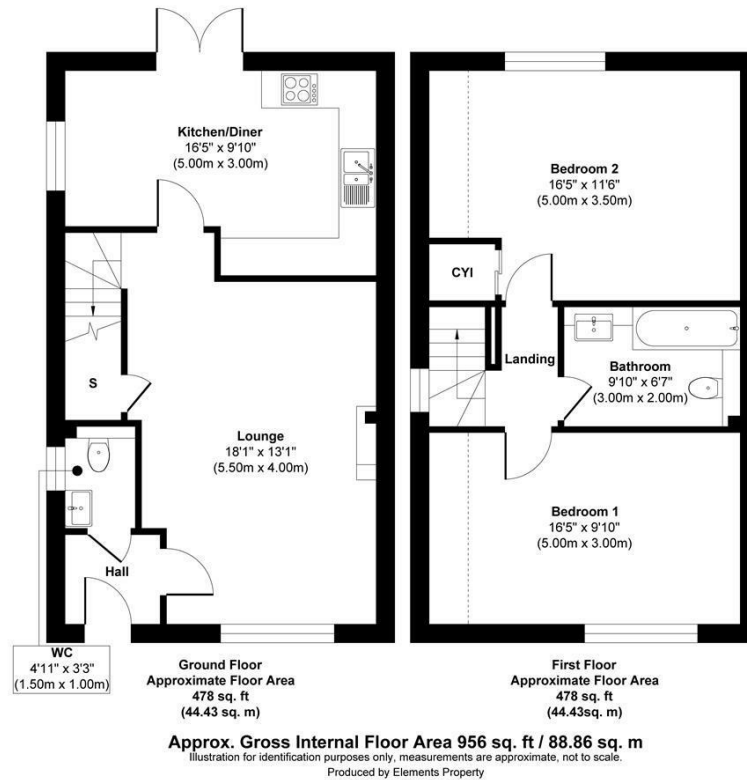 Kitchen/Diner
16'5" x 9'10"
(5.00m x 3.00m)
S
Lounge
18'1" x 13'1"
(5.50m x 4.00m)
Hall
WC
4'11" x 3'3"
(1.50m x 1.00m)
Ground Floor
Approximate Floor Area
478 sq. ft
(44.43 sq. m)
Bedroom 2
16'5" x 11'6"
(5.00m x 3.50m)
CYl
Landing
Bathroom
9'10" x 6'7"
(3.00m x 2.00m)
Bedroom 1
16'5" x 9'10"
(5.00m x 3.00m)
First Floor
Approximate Floor Area
478 sq. ft
(44.43sq. m)
Approx. Gross Internal Floor Area 956 sq. ft / 88.86 sq. m
Illustration for identification purposes only, measurements are approximate, not to scale.
Produced by Elements Property